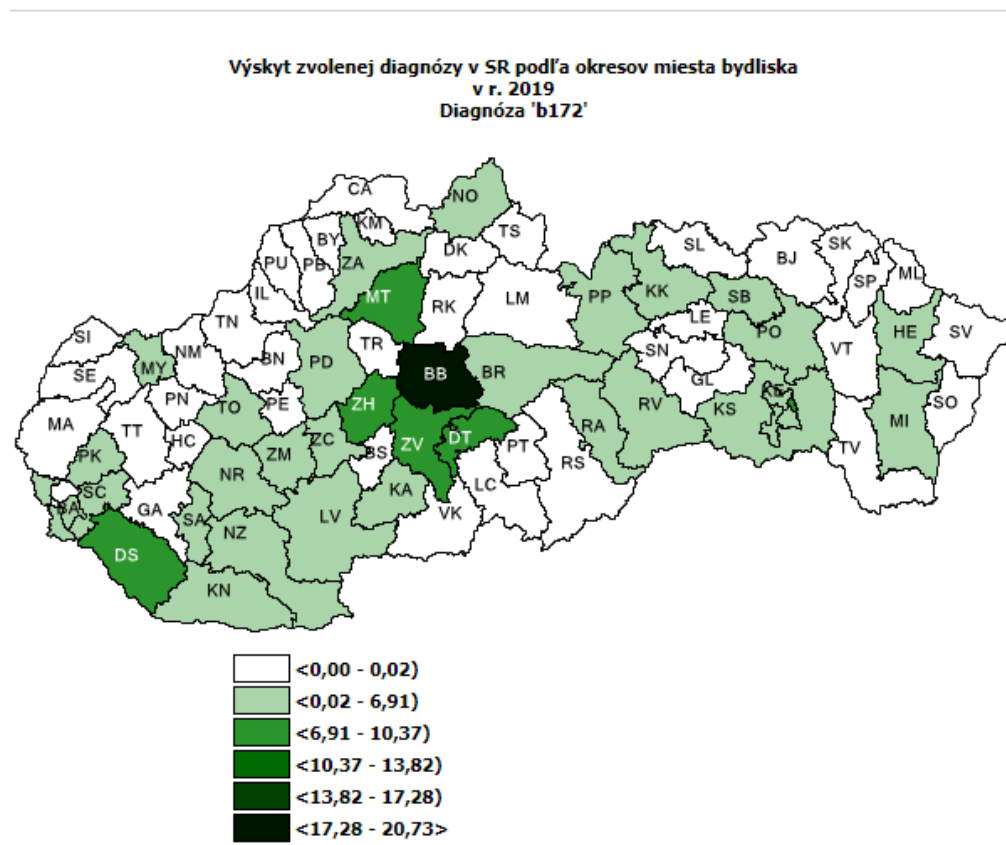 Výskyt zvolenej diagnózy v SR podľa okresov miesta bydliska
v r. 2019
Diagnóza 'b172'
CA
NO
KM
TS
BY
DK
SL
SK
PU
PB
ZA
BJ
ML
SP
IL
MT
RK
LM
PP
KK
SB
LE
HE
SV
TN
PO
SI
TR
SN
VT
NM
BN
PD
BB
BR
MY
SE
GL
PN
PE
ZH
RV
KS
KE
SO
TO
RA
MI
MA
TT
HC
ZC
ZV
DT
PT
BS
ZM
RS
TV
PK
NR
LC
SC
KA
BA
GA
SA
LV
VK
NZ
DS
KN
<0,00 - 0,02)
<0,02 - 6,91)
<6,91 - 10,37)
<10,37 - 13,82)
<13,82 - 17,28)
<17,28 - 20,73>